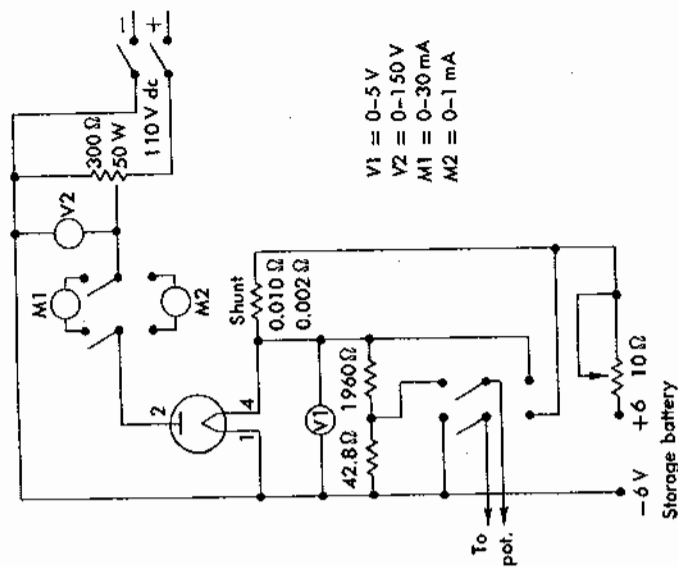 − +
110 V dc
300 Ω
50 W
V2
M1
M2
V1 = 0–5 V
V2 = 0–150 V
M1 = 0–30 mA
M2 = 0–1 mA
2
1
4
Shunt
0.010 Ω
0.002 Ω
V1
42.8 Ω
1960 Ω
To
pot.
10 Ω
−6 V
+6
Storage battery